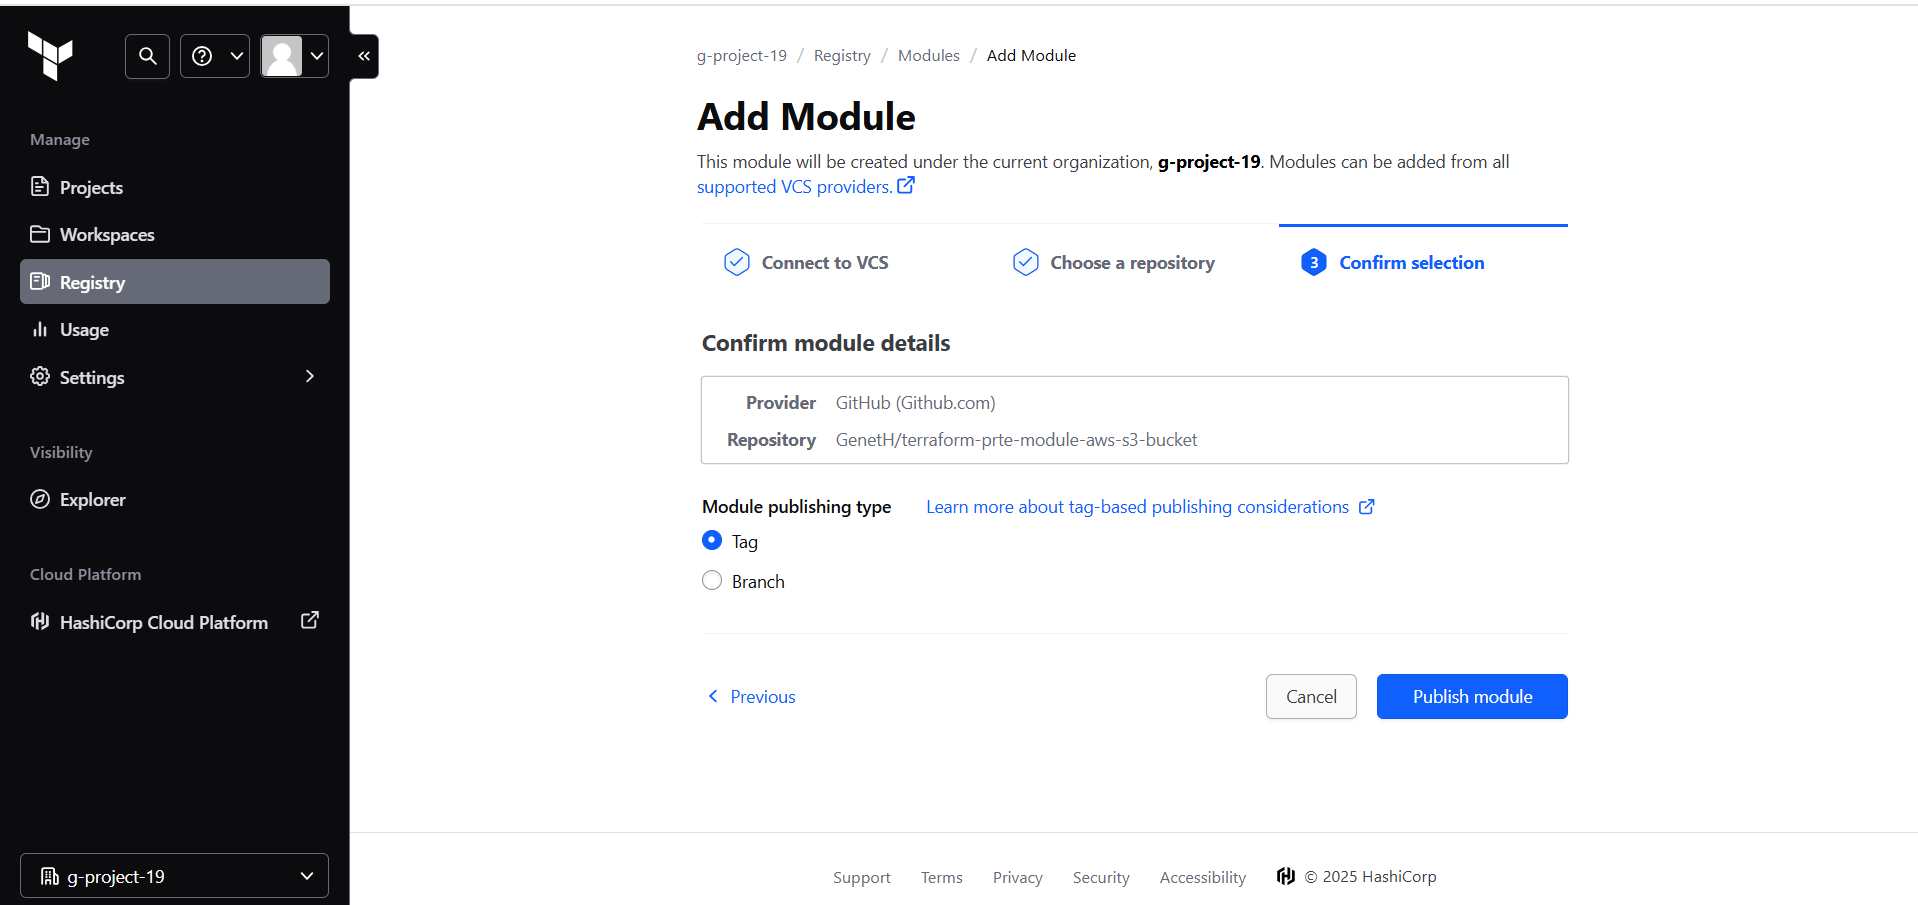 Manage
Projects
Workspaces
Registry
Usage
Settings
Visibility
Explorer
Cloud Platform
HashiCorp Cloud Platform
g-project-19
g-project-19 / Registry / Modules / Add Module
Add Module
This module will be created under the current organization, g-project-19. Modules can be added from all
supported VCS providers.
Connect to VCS
Choose a repository
3 Confirm selection
Confirm module details
Provider GitHub (Github.com)
Repository GenetH/terraform-prte-module-aws-s3-bucket
Module publishing type Learn more about tag-based publishing considerations
Tag
Branch
Previous
Cancel
Publish module
Support Terms Privacy Security Accessibility © 2025 HashiCorp